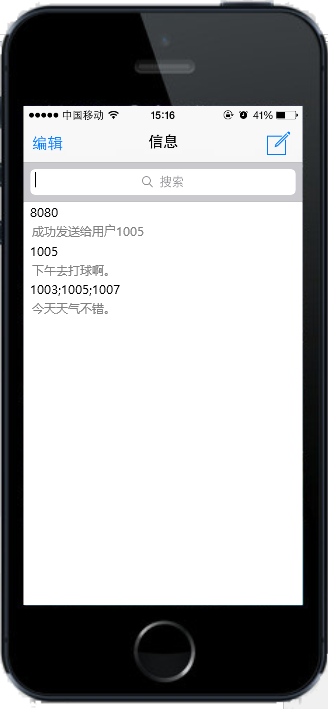 中国移动 15:16 41%
编辑 信息
搜索
8080
成功发送给用户1005
1005
下午去打球啊。
1003;1005;1007
今天天气不错。